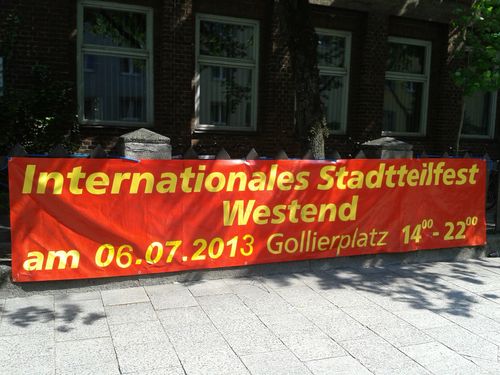 Internationales Stadtteilfest
Westend
am 06.07.2013 Gollierplatz 14⁰⁰ - 22⁰⁰